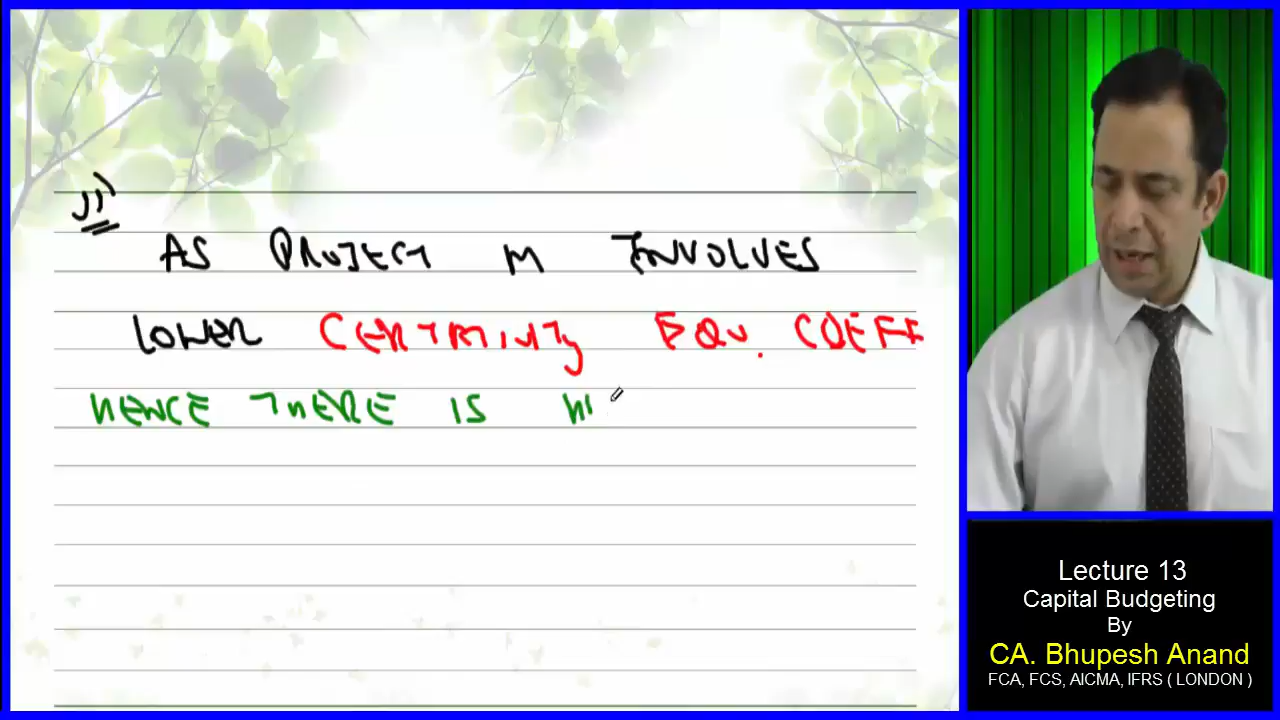 ii)
AS PROJECT M INVOLVES
LOWER CERTAINTY EQU. COEFF
HENCE THERE IS HI
Lecture 13
Capital Budgeting
By
CA. Bhupesh Anand
FCA, FCS, AICMA, IFRS ( LONDON )